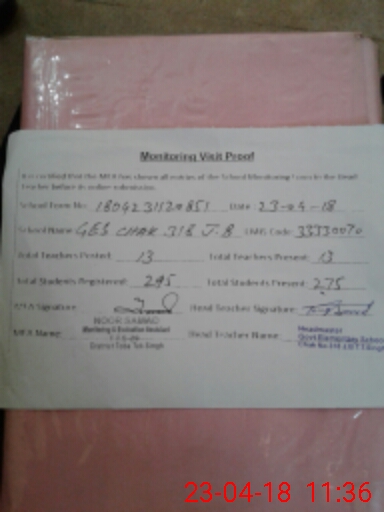 Monitoring Visit Proof
It is certified that the MEA has shown all entries of the School Monitoring Form to the Head
Teacher before its online submission.
School Form No: Date: 23-04-18
School Name GES CHAK 318 J.B EMIS Code: 33330070
Total Teachers Posted: 13 Total Teachers Present: 13
Total Students Registered: 295 Total Students Present: 275
MEA Signature: Head Teacher Signature:
NOOR SAMAD
MEA Name: Monitoring & Evaluation Assistant Head Teacher Name: Headmaster
Govt Elementary School
District Toba Tek Singh
23-04-18 11:36